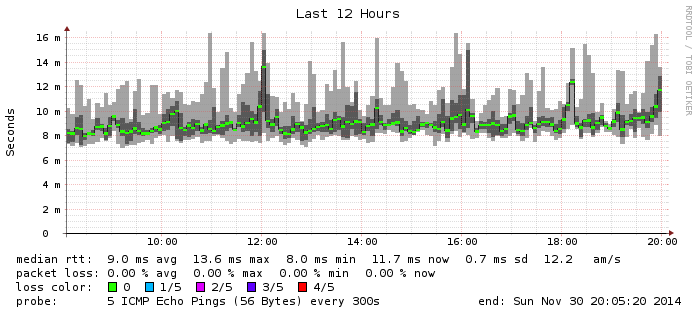 Last 12 Hours
RRDTOOL / TOBI OETIKER
Seconds
16 m
14 m
12 m
10 m
8 m
6 m
4 m
2 m
0
10:00 12:00 14:00 16:00 18:00 20:00
median rtt: 9.0 ms avg 13.6 ms max 8.0 ms min 11.7 ms now 0.7 ms sd 12.2 am/s
packet loss: 0.00 % avg 0.00 % max 0.00 % min 0.00 % now
loss color: 0 1/5 2/5 3/5 4/5
probe: 5 ICMP Echo Pings (56 Bytes) every 300s end: Sun Nov 30 20:05:20 2014